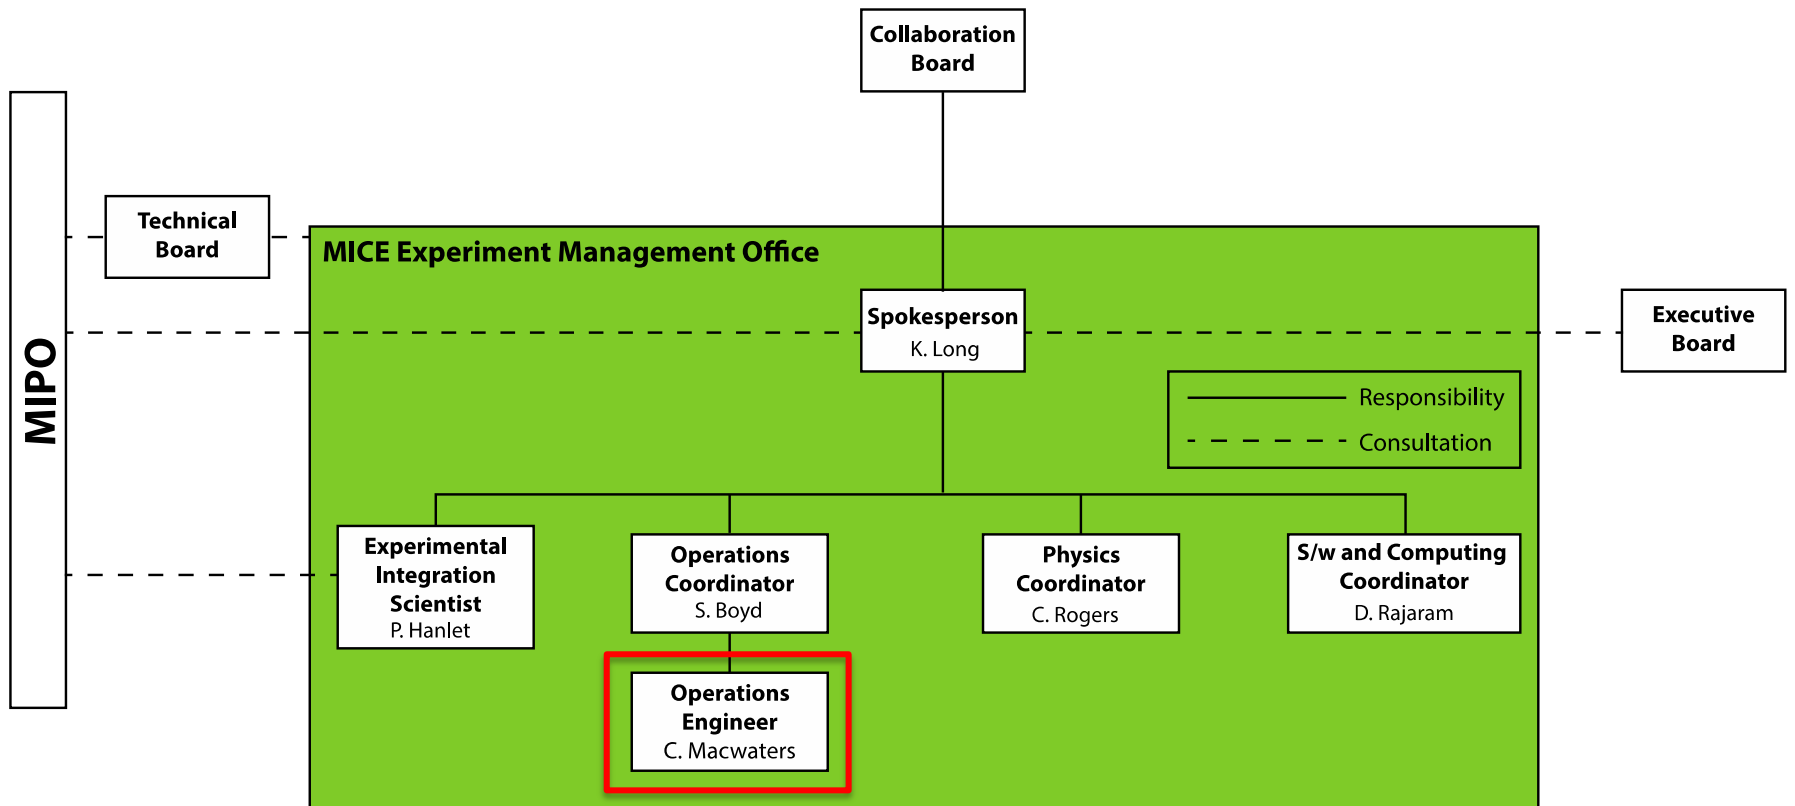 Collaboration
Board
MIPO
Technical
Board
MICE Experiment Management Office
Spokesperson
K. Long
Executive
Board
Responsibility
Consultation
Experimental
Integration
Scientist
P. Hanlet
Operations
Coordinator
S. Boyd
Physics
Coordinator
C. Rogers
S/w and Computing
Coordinator
D. Rajaram
Operations
Engineer
C. Macwaters